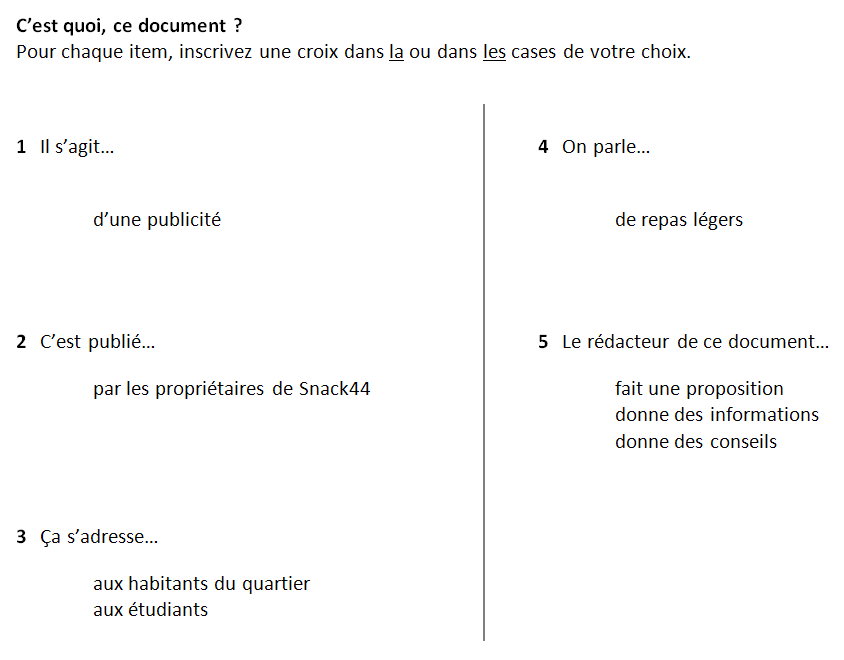 C’est quoi, ce document ?
Pour chaque item, inscrivez une croix dans la ou dans les cases de votre choix.
1 Il s’agit…
d’une publicité
2 C’est publié…
par les propriétaires de Snack44
3 Ça s’adresse…
aux habitants du quartier
aux étudiants
4 On parle…
de repas légers
5 Le rédacteur de ce document…
fait une proposition
donne des informations
donne des conseils